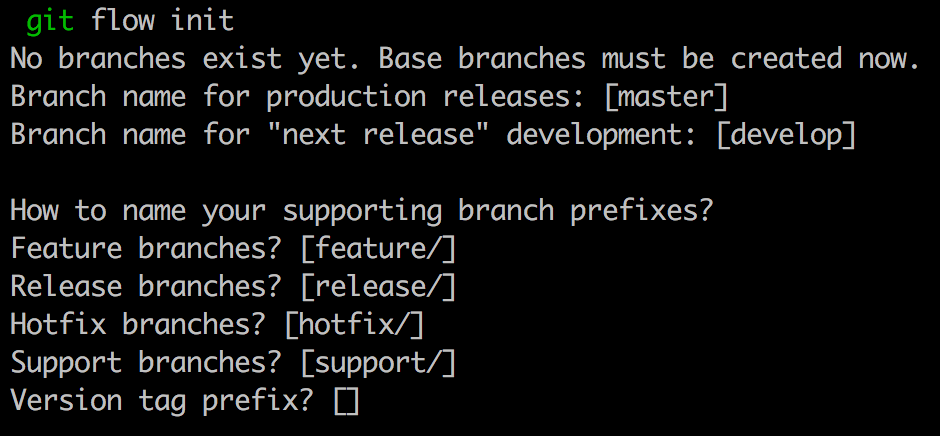 git flow init
No branches exist yet. Base branches must be created now.
Branch name for production releases: [master]
Branch name for "next release" development: [develop]
How to name your supporting branch prefixes?
Feature branches? [feature/]
Release branches? [release/]
Hotfix branches? [hotfix/]
Support branches? [support/]
Version tag prefix? []